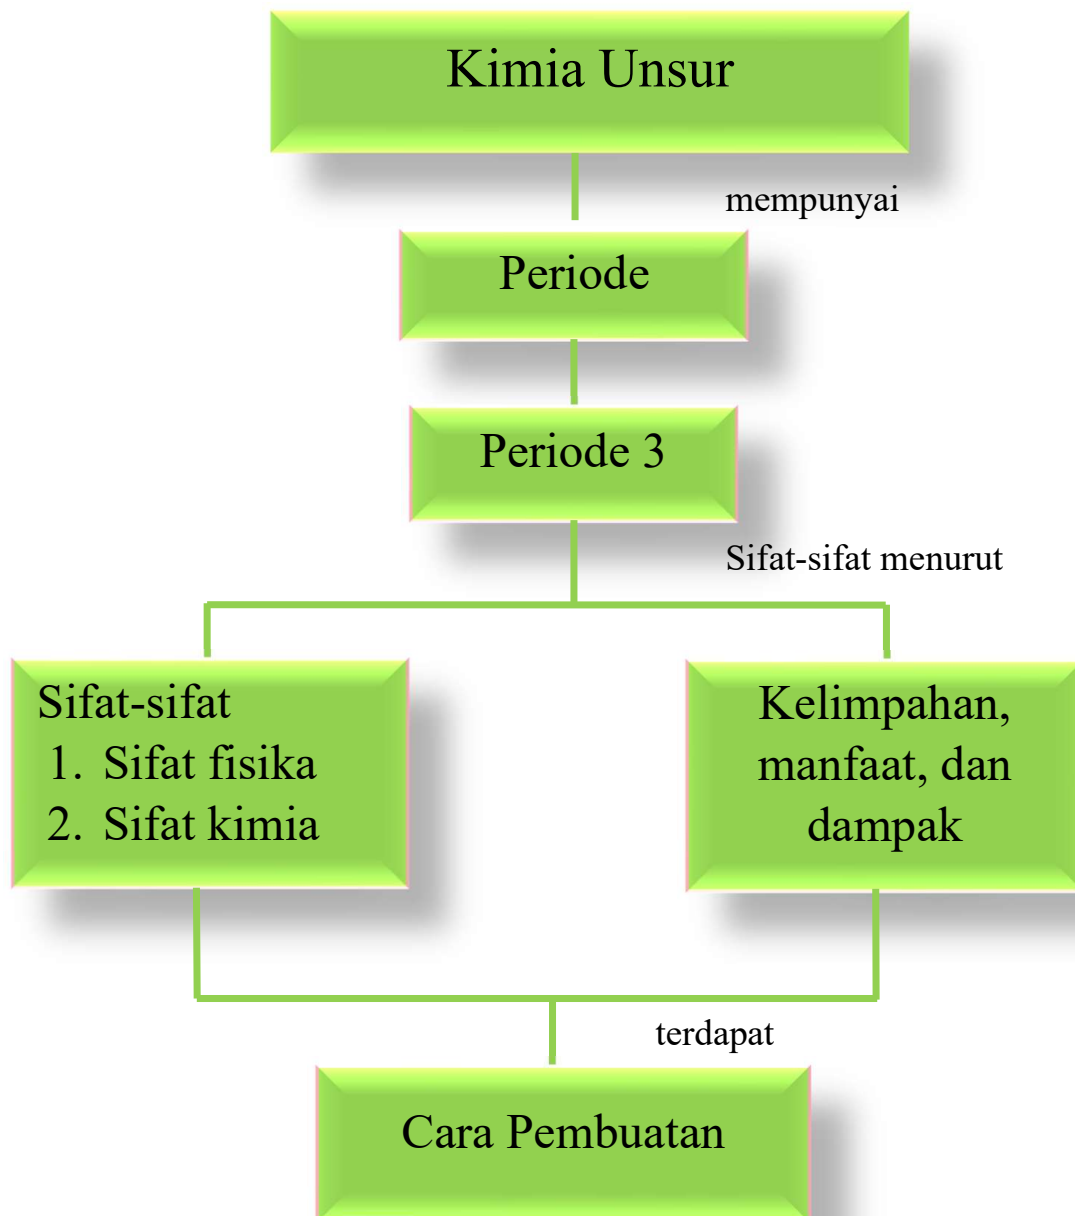 Kimia Unsur
mempunyai
Periode
Periode 3
Sifat-sifat menurut
Sifat-sifat
1. Sifat fisika
2. Sifat kimia
Kelimpahan,
manfaat, dan
dampak
terdapat
Cara Pembuatan